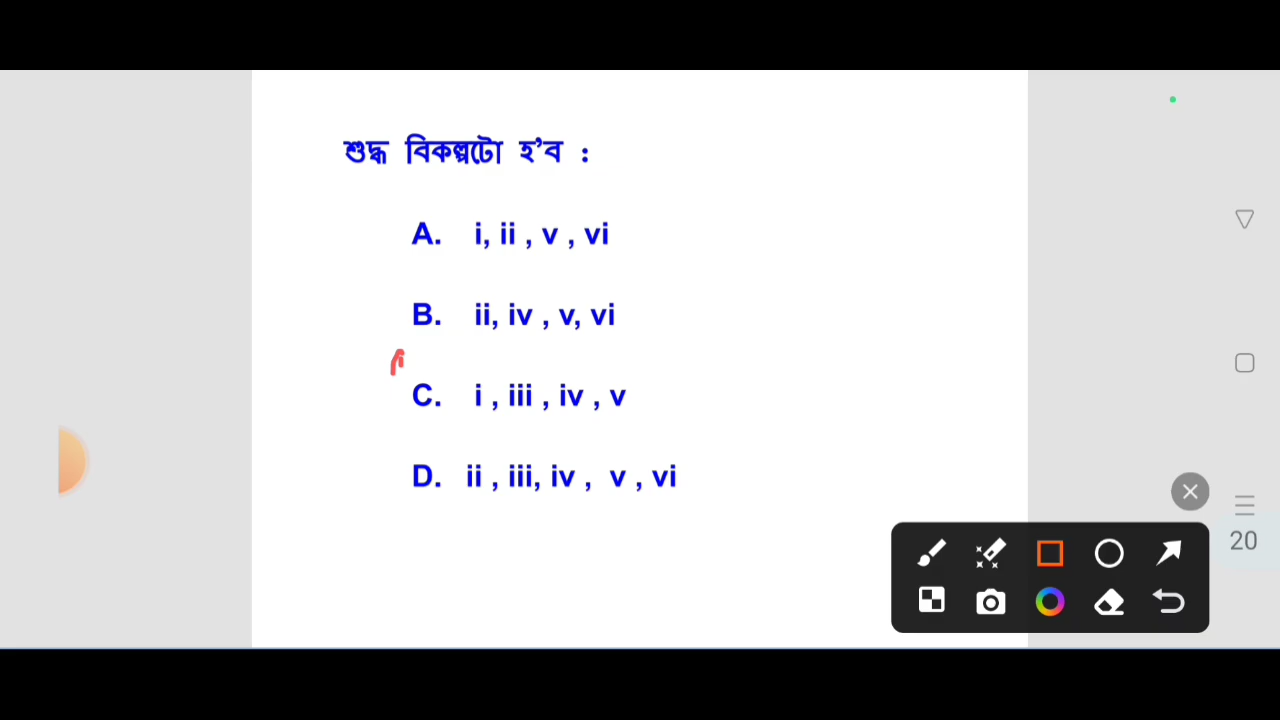 শুদ্ধ বিকল্পটো হ’ব :
A. i, ii , v , vi
B. ii, iv , v, vi
C. i , iii , iv , v
D. ii , iii, iv , v , vi
20